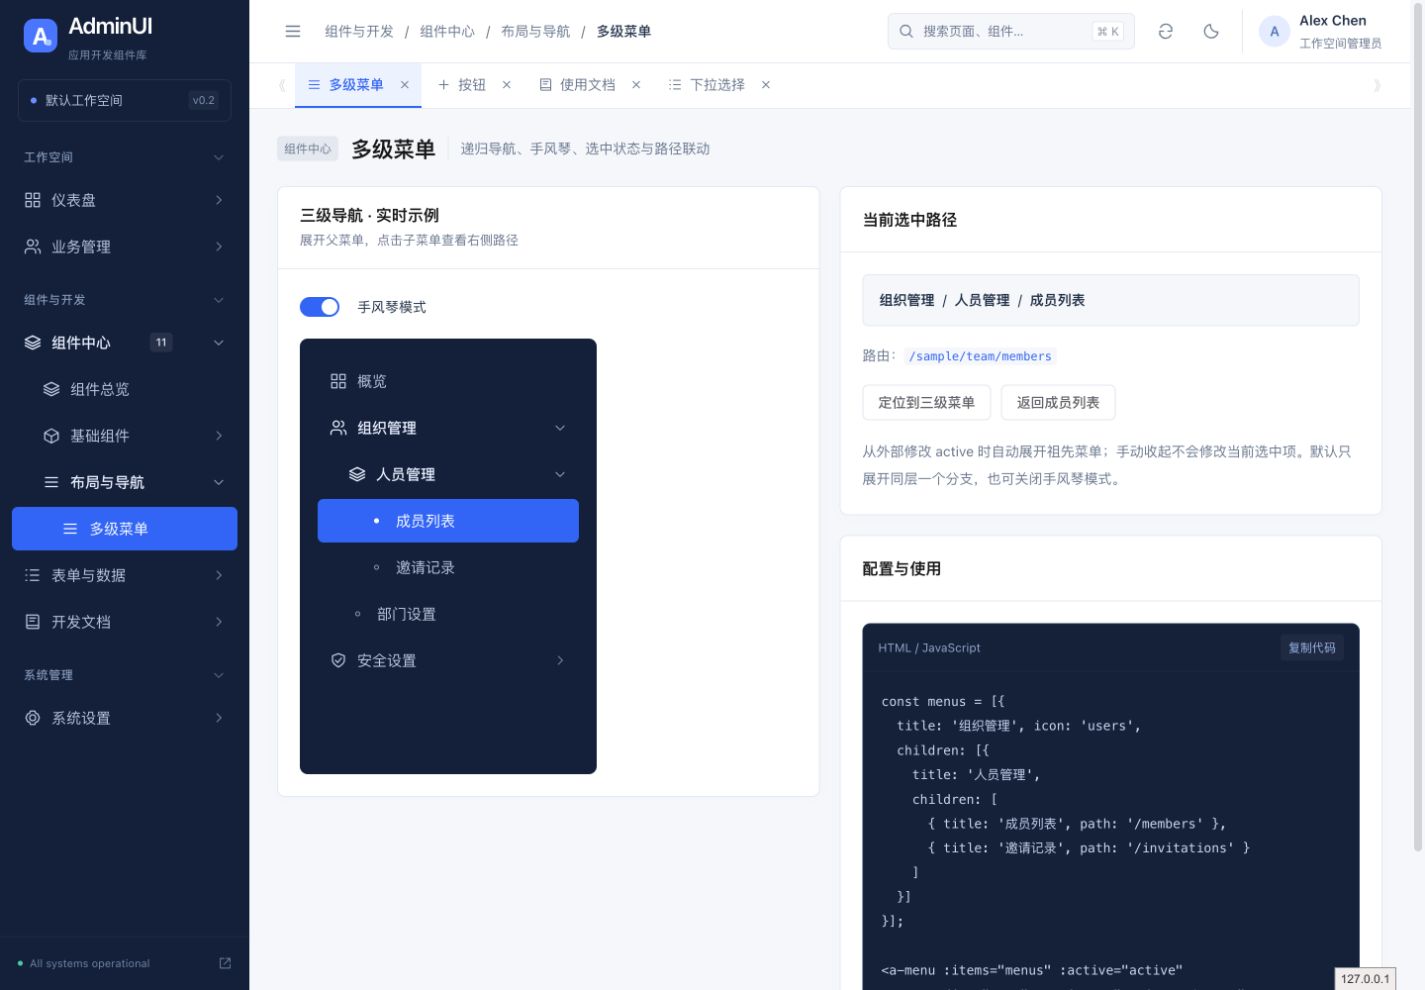 AdminUI
应用开发组件库
默认工作空间 v0.2
工作空间
仪表盘
业务管理
组件与开发
组件中心 11
组件总览
基础组件
布局与导航
多级菜单
表单与数据
开发文档
系统管理
系统设置
All systems operational
组件与开发 / 组件中心 / 布局与导航 / 多级菜单
搜索页面、组件... ⌘ K
A
Alex Chen
工作空间管理员
多级菜单 × + 按钮 × 使用文档 × 下拉选择 ×
组件中心 多级菜单 递归导航、手风琴、选中状态与路径联动
三级导航 · 实时示例
展开父菜单，点击子菜单查看右侧路径
手风琴模式
概览
组织管理
人员管理
成员列表
邀请记录
部门设置
安全设置
当前选中路径
组织管理 / 人员管理 / 成员列表
路由： /sample/team/members
定位到三级菜单 返回成员列表
从外部修改 active 时自动展开祖先菜单；手动收起不会修改当前选中项。默认只
展开同层一个分支，也可关闭手风琴模式。
配置与使用
HTML / JavaScript 复制代码
const menus = [{
  title: '组织管理', icon: 'users',
  children: [{
    title: '人员管理',
    children: [
      { title: '成员列表', path: '/members' },
      { title: '邀请记录', path: '/invitations' }
    ]
  }]
}];
<a-menu :items="menus" :active="active"
127.0.0.1